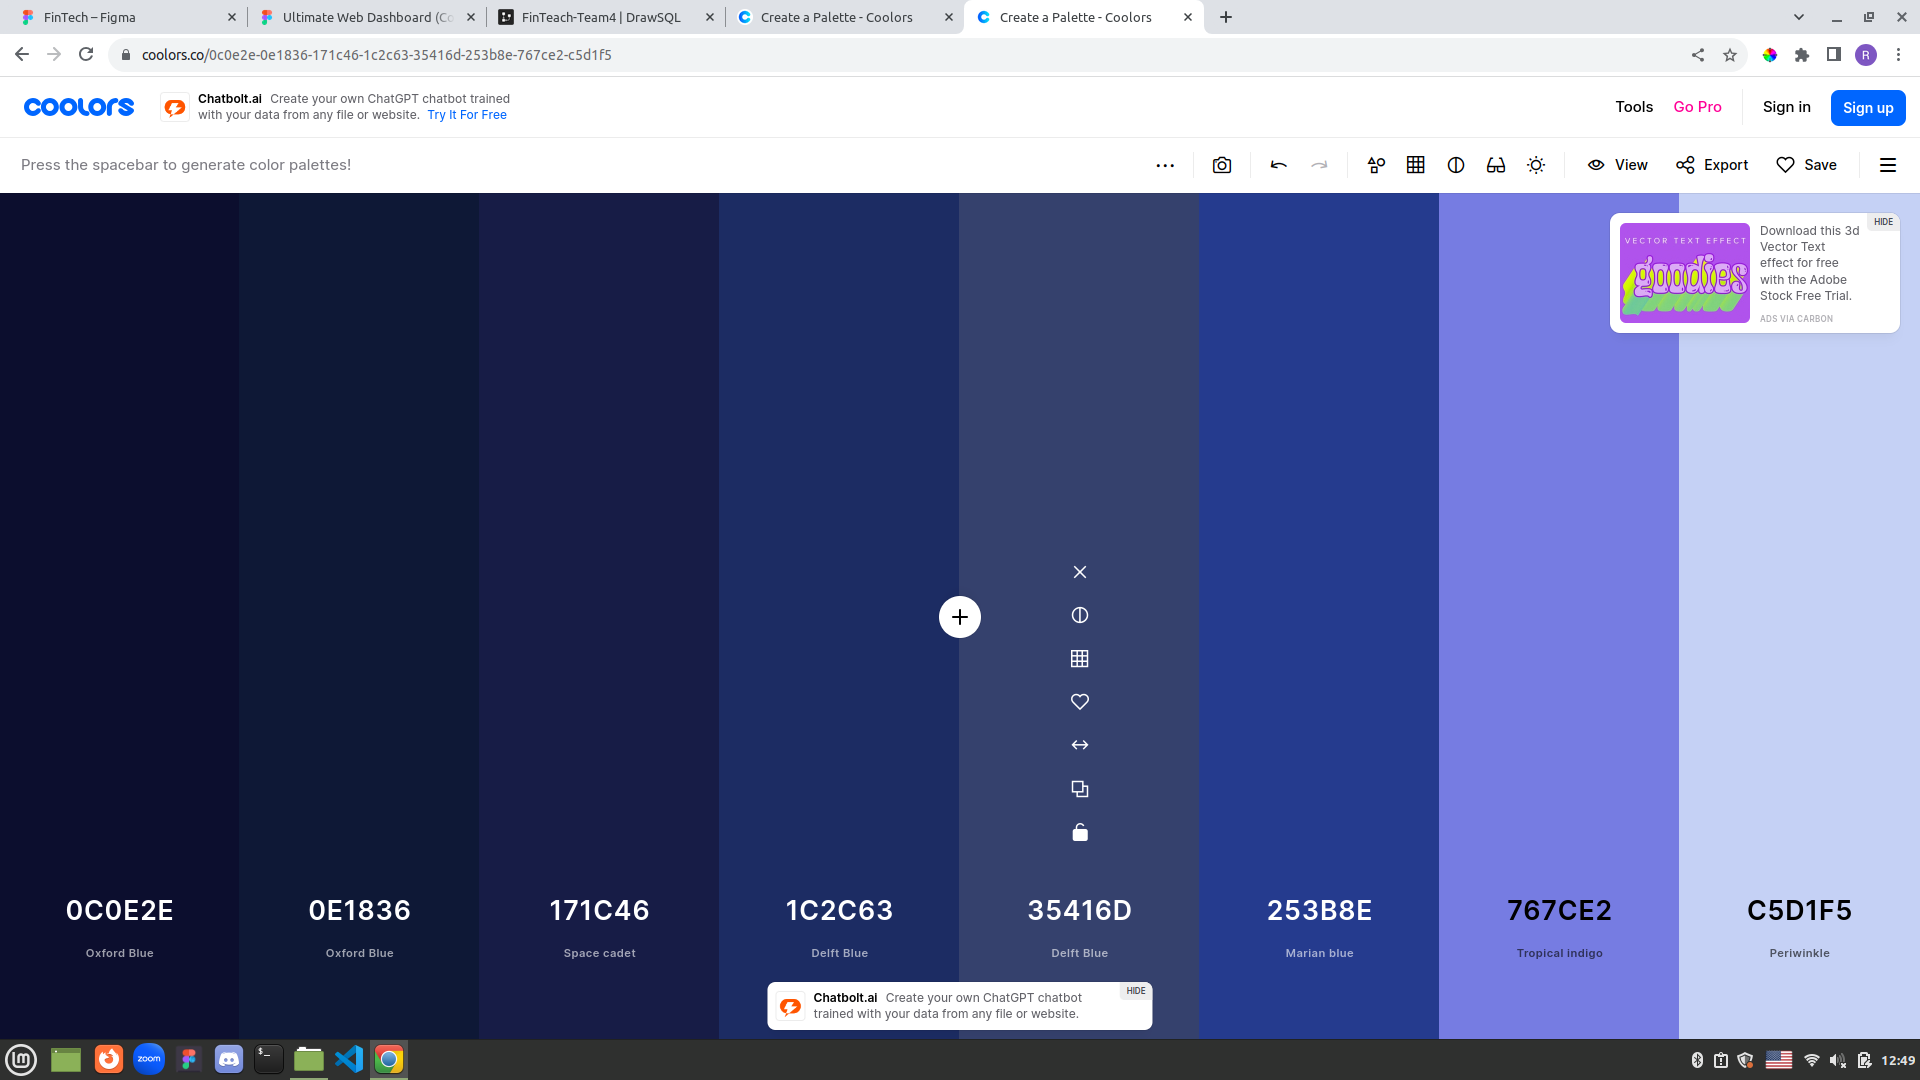 FinTech – Figma
Ultimate Web Dashboard (Co
FinTeach-Team4 | DrawSQL
Create a Palette - Coolors
Create a Palette - Coolors
coolors.co/0c0e2e-0e1836-171c46-1c2c63-35416d-253b8e-767ce2-c5d1f5
R
coolors
Chatbolt.ai Create your own ChatGPT chatbot trained
with your data from any file or website. Try It For Free
Tools
Go Pro
Sign in
Sign up
Press the spacebar to generate color palettes!
View
Export
Save
HIDE
VECTOR TEXT EFFECT
goodies
Download this 3d
Vector Text
effect for free
with the Adobe
Stock Free Trial.
ADS VIA CARBON
0C0E2E
Oxford Blue
0E1836
Oxford Blue
171C46
Space cadet
1C2C63
Delft Blue
35416D
Delft Blue
253B8E
Marian blue
767CE2
Tropical indigo
C5D1F5
Periwinkle
HIDE
Chatbolt.ai Create your own ChatGPT chatbot
trained with your data from any file or website.
zoom
12:49